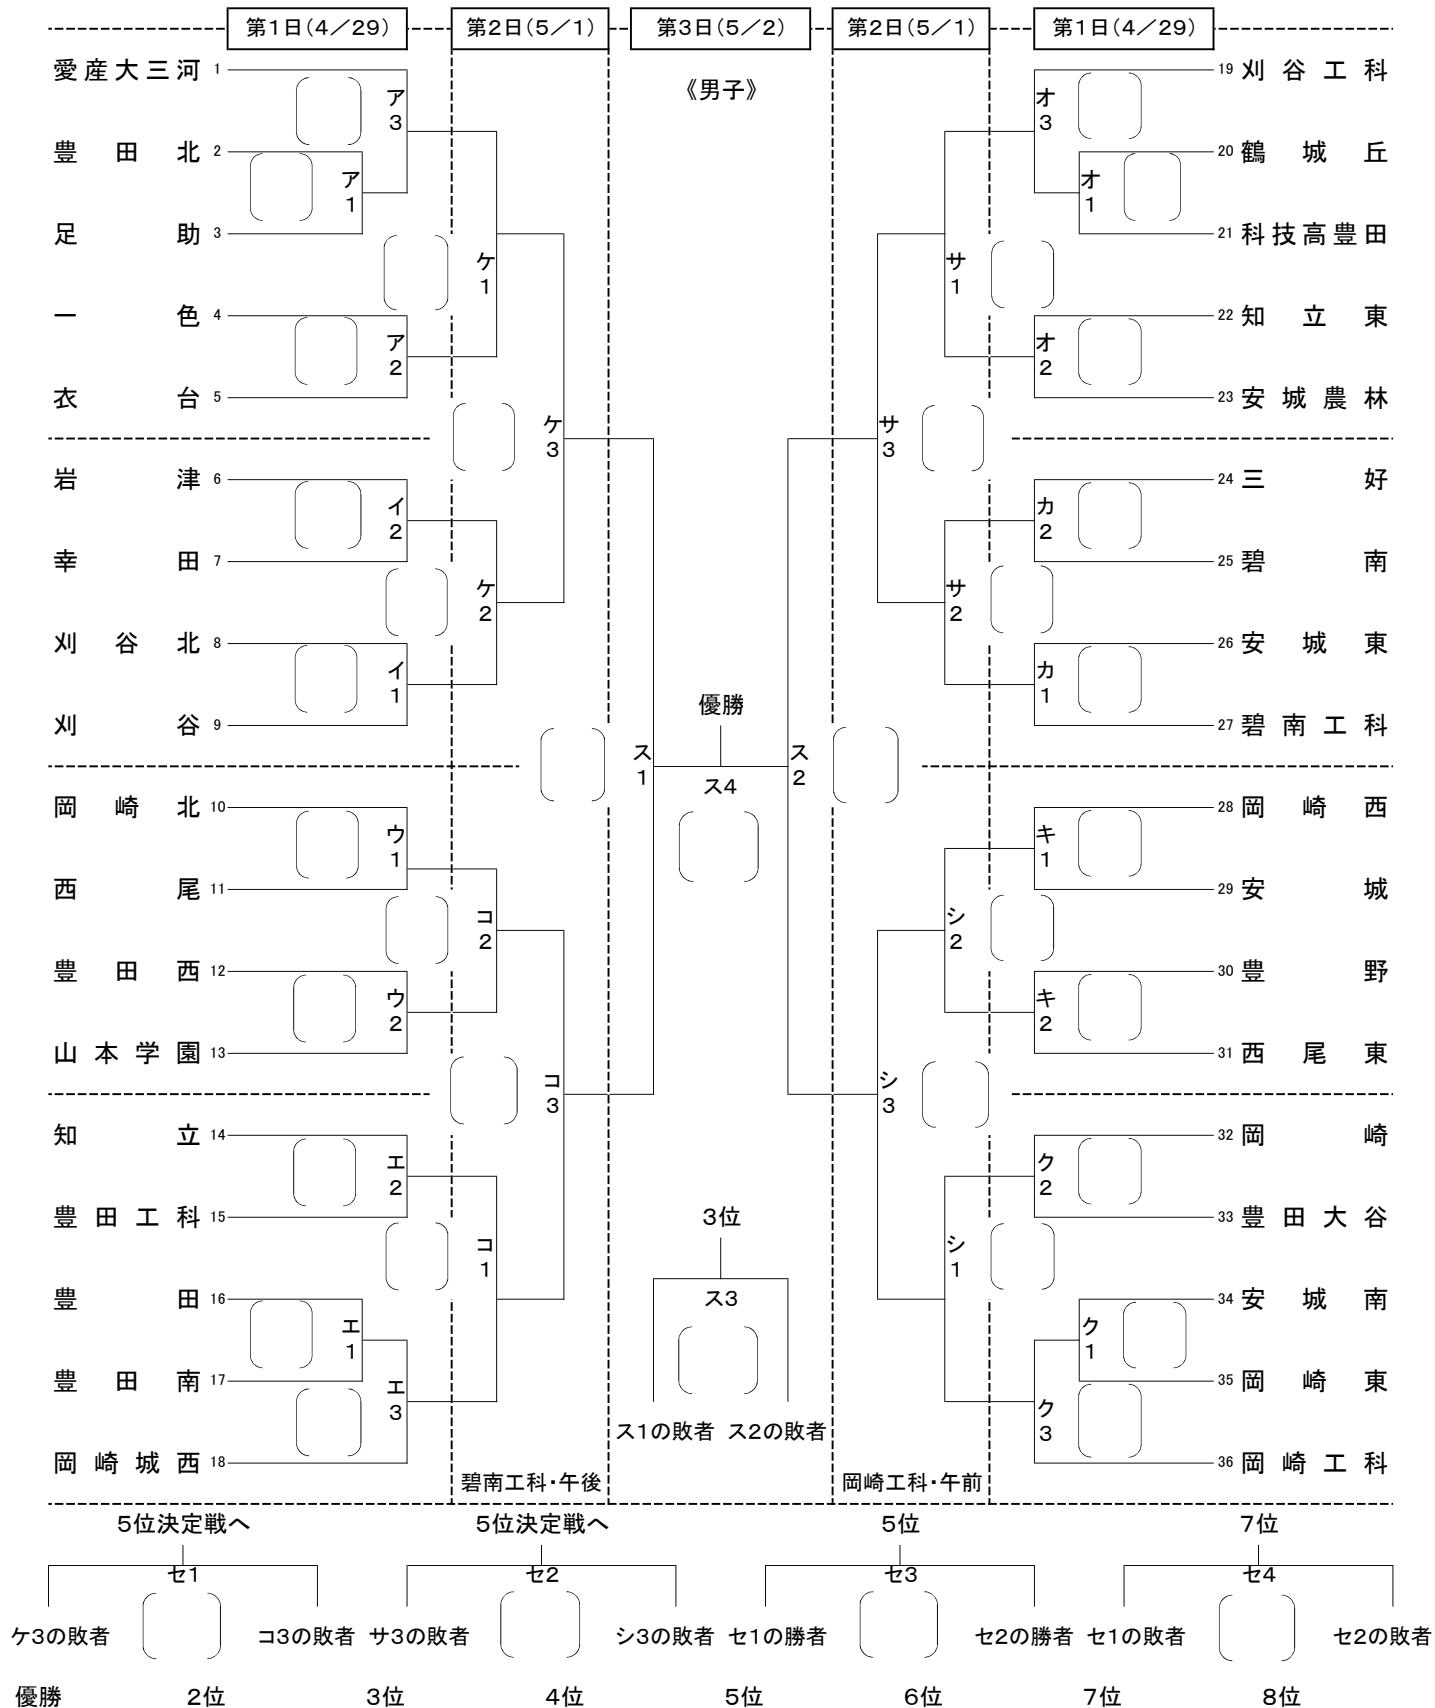 第1日（4／29） 第2日（5／1） 第3日（5／2） 第2日（5／1） 第1日（4／29）
《男子》
愛産大三河 1
豊田北 2
足助 3
一色 4
衣台 5
岩津 6
幸田 7
刈谷北 8
刈谷 9
岡崎北 10
西尾 11
豊田西 12
山本学園 13
知立 14
豊田工科 15
豊田 16
豊田南 17
岡崎城西 18
ア3
ア1
ア2
イ2
イ1
ウ1
ウ2
エ2
エ1
エ3
ケ1
ケ3
ケ2
コ2
コ3
コ1
碧南工科・午後
優勝
ス1
ス4
ス2
3位
ス3
ス1の敗者 ス2の敗者
サ1
サ3
サ2
シ2
シ3
シ1
岡崎工科・午前
オ3
オ1
オ2
カ2
カ1
キ1
キ2
ク2
ク1
ク3
19 刈谷工科
20 鶴城丘
21 科技高豊田
22 知立東
23 安城農林
24 三好
25 碧南
26 安城東
27 碧南工科
28 岡崎西
29 安城
30 豊野
31 西尾東
32 岡崎
33 豊田大谷
34 安城南
35 岡崎東
36 岡崎工科
5位決定戦へ 5位決定戦へ 5位 7位
セ1 セ2 セ3 セ4
ケ3の敗者 コ3の敗者 サ3の敗者 シ3の敗者 セ1の勝者 セ2の勝者 セ1の敗者 セ2の敗者
優勝 2位 3位 4位 5位 6位 7位 8位